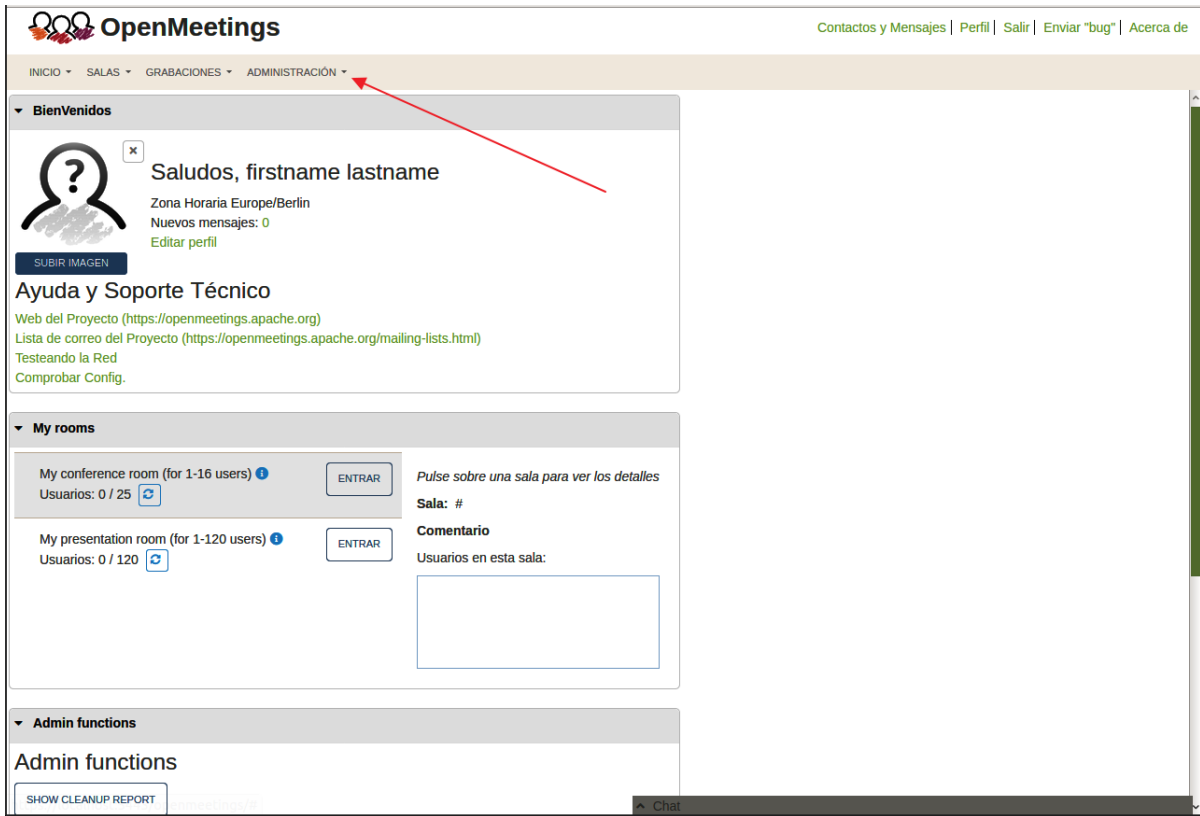 OpenMeetings
Contactos y Mensajes | Perfil | Salir | Enviar "bug" | Acerca de
INICIO SALAS GRABACIONES ADMINISTRACIÓN
BienVenidos
Saludos, firstname lastname
Zona Horaria Europe/Berlin
Nuevos mensajes: 0
Editar perfil
SUBIR IMAGEN
Ayuda y Soporte Técnico
Web del Proyecto (https://openmeetings.apache.org)
Lista de correo del Proyecto (https://openmeetings.apache.org/mailing-lists.html)
Testeando la Red
Comprobar Config.
My rooms
My conference room (for 1-16 users)
Usuarios: 0 / 25
ENTRAR
My presentation room (for 1-120 users)
Usuarios: 0 / 120
ENTRAR
Pulse sobre una sala para ver los detalles
Sala: #
Comentario
Usuarios en esta sala:
Admin functions
Admin functions
SHOW CLEANUP REPORT
Chat